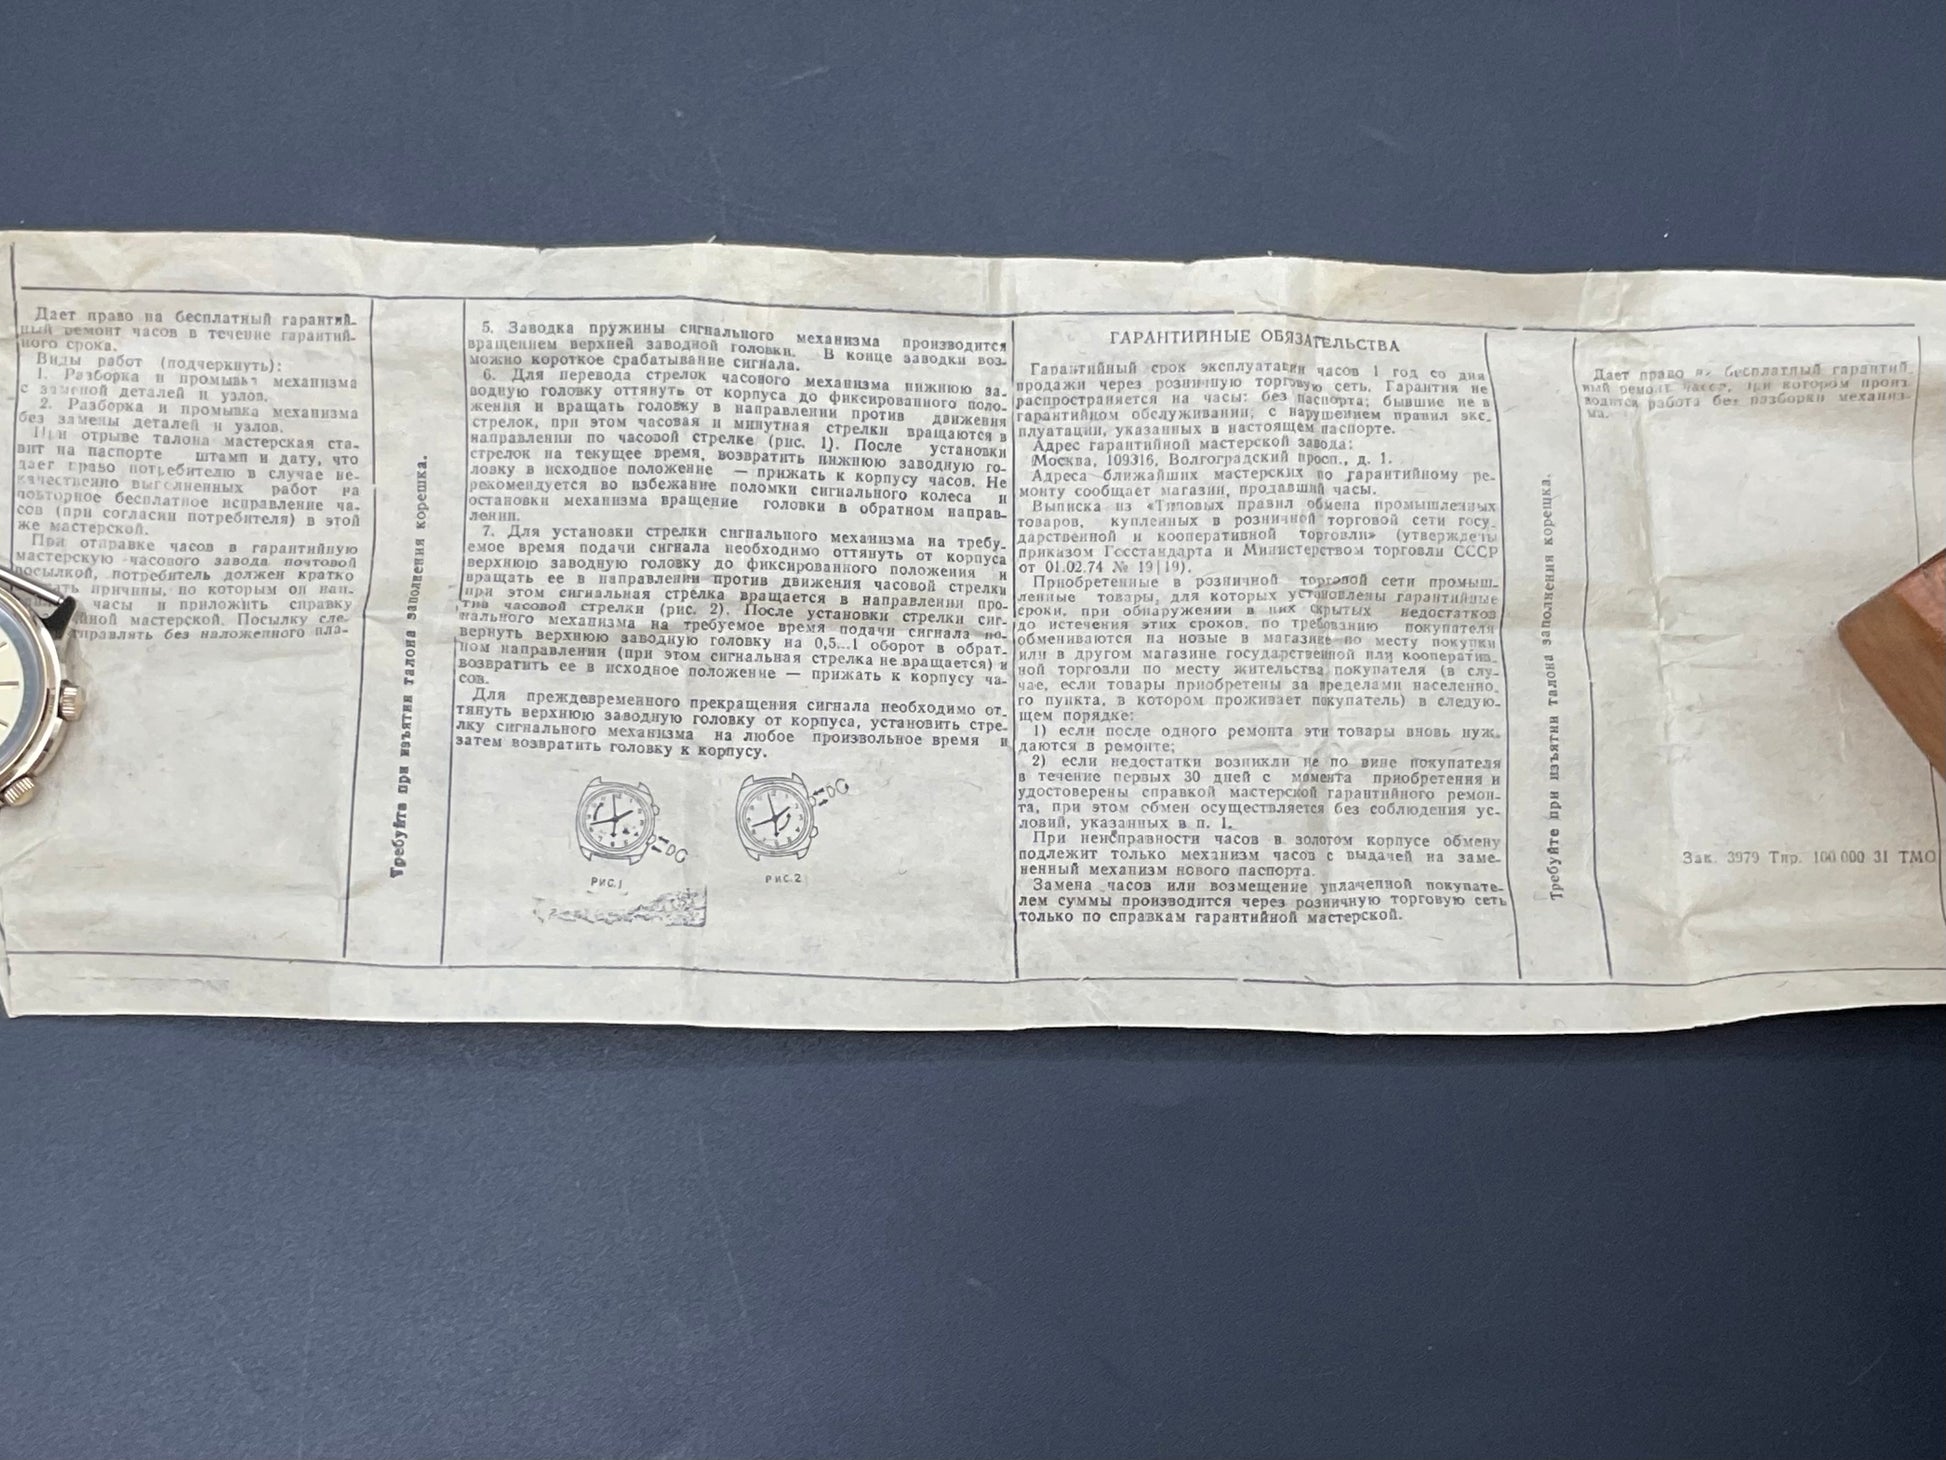 Дает право на бесплатный гарантий-
ный ремонт часов в течение гарантий-
ного срока.
Виды работ (подчеркнуть):
1. Разборка и промывка механизма
с заменой деталей и узлов.
2. Разборка и промывка механизма
без замены деталей и узлов.
При отрыве талона мастерская ста-
вит на паспорте штамп и дату, что
дает право потребителю в случае не-
качественно выполненных работ на
повторное бесплатное исправление ча-
сов (при согласии потребителя) в этой
же мастерской.
При отправке часов в гарантийную
мастерскую часового завода почтовой
посылкой, потребитель должен кратко
причины, по которым он нап-
часы и приложить справку
мастерской. Посылку сле-
без наложенного пла-
Требуйте при изъятии талона заполнения корешка.
5. Заводка пружины сигнального механизма производится
вращением верхней заводной головки. В конце заводки воз-
можно короткое срабатывание сигнала.
6. Для перевода стрелок часового механизма нижнюю за-
водную головку оттянуть от корпуса до фиксированного поло-
жения и вращать головку в направлении против движения
стрелок, при этом часовая и минутная стрелки вращаются в
направлении по часовой стрелке (рис. 1). После установки
стрелок на текущее время, возвратить нижнюю заводную го-
ловку в исходное положение — прижать к корпусу часов. Не
рекомендуется во избежание поломки сигнального колеса и
остановки механизма вращение головки в обратном направ-
лении.
7. Для установки стрелки сигнального механизма на требу-
емое время подачи сигнала необходимо оттянуть от корпуса
верхнюю заводную головку до фиксированного положения и
вращать ее в направлении против движения часовой стрелки
при этом сигнальная стрелка вращается в направлении про-
тив часовой стрелки (рис. 2). После установки стрелки сиг-
нального механизма на требуемое время подачи сигнала по-
вернуть верхнюю заводную головку на 0,5...1 оборот в обрат-
ном направлении (при этом сигнальная стрелка не вращается) и
возвратить ее в исходное положение — прижать к корпусу ча-
сов.
Для преждевременного прекращения сигнала необходимо от-
тянуть верхнюю заводную головку от корпуса, установить стре-
лку сигнального механизма на любое произвольное время и
затем возвратить головку к корпусу.
РИС.1 РИС.2
ГАРАНТИЙНЫЕ ОБЯЗАТЕЛЬСТВА
Гарантийный срок эксплуатации часов 1 год со дня
продажи через розничную торговую сеть. Гарантия не
распространяется на часы: без паспорта; бывшие не в
гарантийном обслуживании; с нарушением правил экс-
плуатации, указанных в настоящем паспорте.
Адрес гарантийной мастерской завода:
Москва, 109316, Волгоградский просп., д. 1.
Адреса ближайших мастерских по гарантийному ре-
монту сообщает магазин, продавший часы.
Выписка из «Типовых правил обмена промышленных
товаров, купленных в розничной торговой сети госу-
дарственной и кооперативной торговли» (утверждены
приказом Госстандарта и Министерством торговли СССР
от 01.02.74 № 19|19).
Приобретенные в розничной торговой сети промыш-
ленные товары, для которых установлены гарантийные
сроки, при обнаружении в них скрытых недостатков
до истечения этих сроков, по требованию покупателя
обмениваются на новые в магазине по месту покупки
или в другом магазине государственной или кооператив-
ной торговли по месту жительства покупателя (в слу-
чае, если товары приобретены за пределами населенно-
го пункта, в котором проживает покупатель) в следую-
щем порядке:
1) если после одного ремонта эти товары вновь нуж-
даются в ремонте;
2) если недостатки возникли не по вине покупателя
в течение первых 30 дней с момента приобретения и
удостоверены справкой мастерской гарантийного ремон-
та, при этом обмен осуществляется без соблюдения ус-
ловий, указанных в п. 1.
При неисправности часов в золотом корпусе обмену
подлежит только механизм часов с выдачей на заме-
ненный механизм нового паспорта.
Замена часов или возмещение уплаченной покупате-
лем суммы производится через розничную торговую сеть
только по справкам гарантийной мастерской.
Требуйте при изъятии талона заполнения корешка.
Дает право на бесплатный гарантий-
ный ремонт часов, при котором произ-
водится работа без разборки механиз-
ма.
Зак. 3979 Тир. 100 000 31 ТМО